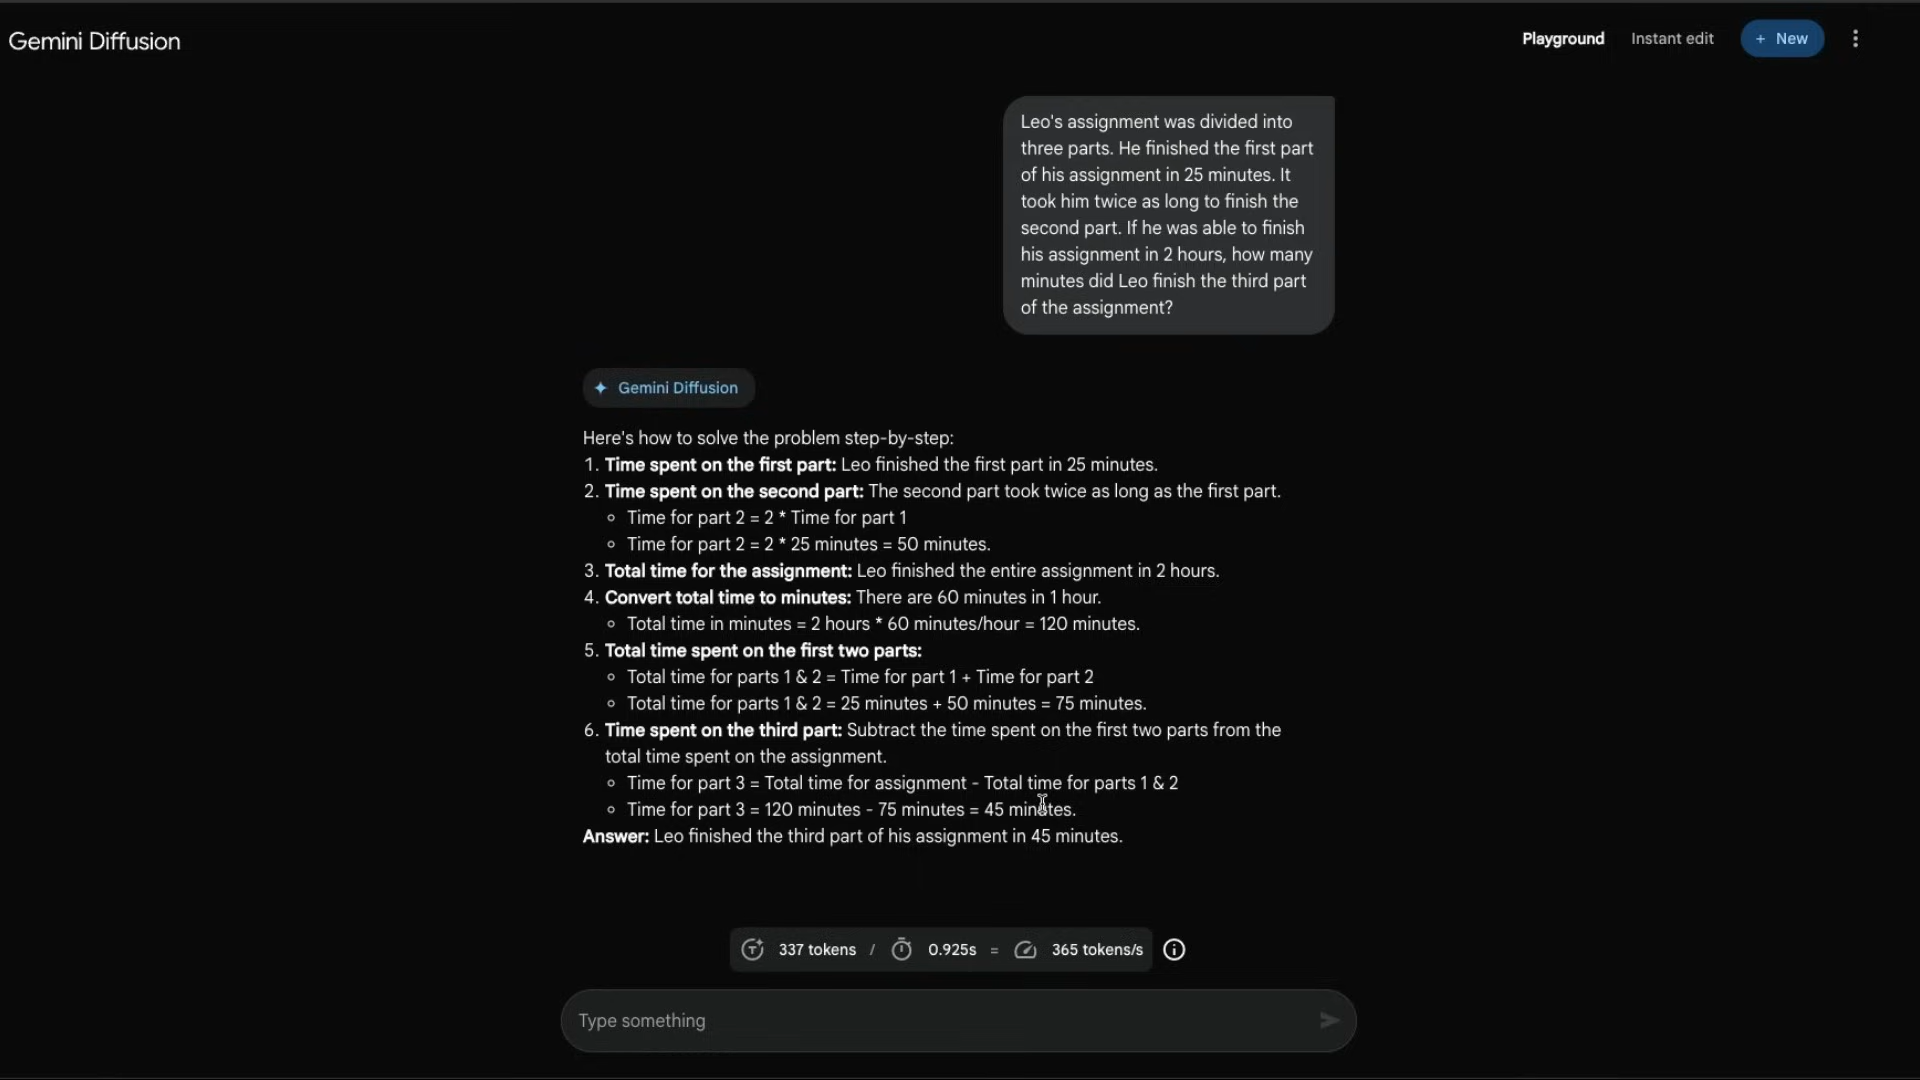 Gemini Diffusion
Playground
Instant edit
+ New
Leo's assignment was divided into
three parts. He finished the first part
of his assignment in 25 minutes. It
took him twice as long to finish the
second part. If he was able to finish
his assignment in 2 hours, how many
minutes did Leo finish the third part
of the assignment?
Gemini Diffusion
Here's how to solve the problem step-by-step:
1. Time spent on the first part: Leo finished the first part in 25 minutes.
2. Time spent on the second part: The second part took twice as long as the first part.
Time for part 2 = 2 * Time for part 1
Time for part 2 = 2 * 25 minutes = 50 minutes.
3. Total time for the assignment: Leo finished the entire assignment in 2 hours.
4. Convert total time to minutes: There are 60 minutes in 1 hour.
Total time in minutes = 2 hours * 60 minutes/hour = 120 minutes.
5. Total time spent on the first two parts:
Total time for parts 1 & 2 = Time for part 1 + Time for part 2
Total time for parts 1 & 2 = 25 minutes + 50 minutes = 75 minutes.
6. Time spent on the third part: Subtract the time spent on the first two parts from the
total time spent on the assignment.
Time for part 3 = Total time for assignment - Total time for parts 1 & 2
Time for part 3 = 120 minutes - 75 minutes = 45 minutes.
Answer: Leo finished the third part of his assignment in 45 minutes.
337 tokens / 0.925s = 365 tokens/s
Type something